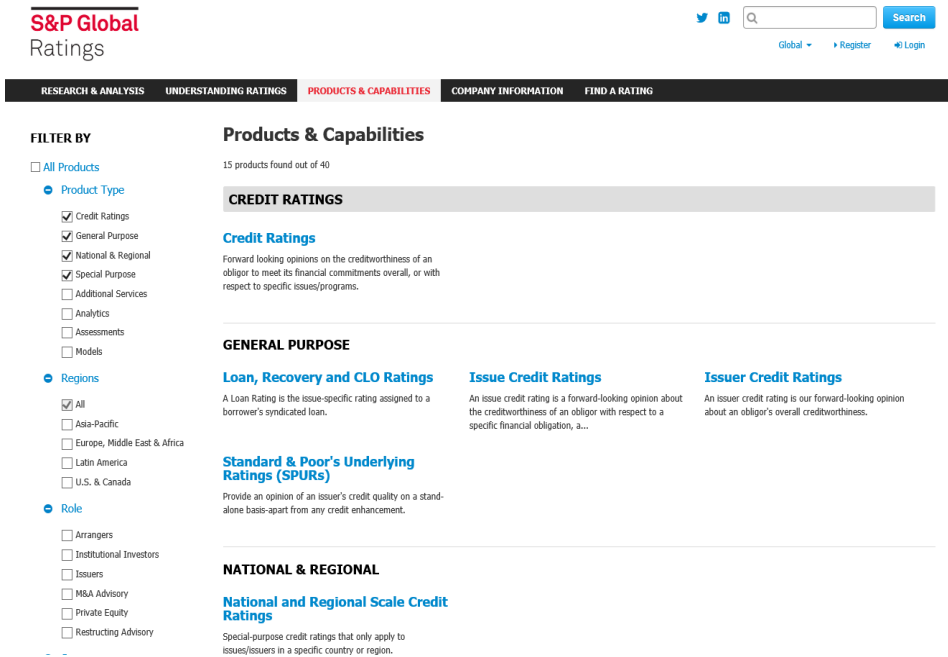 S&P Global
Ratings
Search
Global
Register
Login
RESEARCH & ANALYSIS UNDERSTANDING RATINGS PRODUCTS & CAPABILITIES COMPANY INFORMATION FIND A RATING
FILTER BY
All Products
Product Type
Credit Ratings
General Purpose
National & Regional
Special Purpose
Additional Services
Analytics
Assessments
Models
Regions
All
Asia-Pacific
Europe, Middle East & Africa
Latin America
U.S. & Canada
Role
Arrangers
Institutional Investors
Issuers
M&A Advisory
Private Equity
Restructing Advisory
Products & Capabilities
15 products found out of 40
CREDIT RATINGS
Credit Ratings
Forward looking opinions on the creditworthiness of an
obligor to meet its financial commitments overall, or with
respect to specific issues/programs.
GENERAL PURPOSE
Loan, Recovery and CLO Ratings
A Loan Rating is the issue-specific rating assigned to a
borrower's syndicated loan.
Issue Credit Ratings
An issue credit rating is a forward-looking opinion about
the creditworthiness of an obligor with respect to a
specific financial obligation, a...
Issuer Credit Ratings
An issuer credit rating is our forward-looking opinion
about an obligor's overall creditworthiness.
Standard & Poor's Underlying
Ratings (SPURs)
Provide an opinion of an issuer's credit quality on a stand-
alone basis-apart from any credit enhancement.
NATIONAL & REGIONAL
National and Regional Scale Credit
Ratings
Special-purpose credit ratings that only apply to
issues/issuers in a specific country or region.